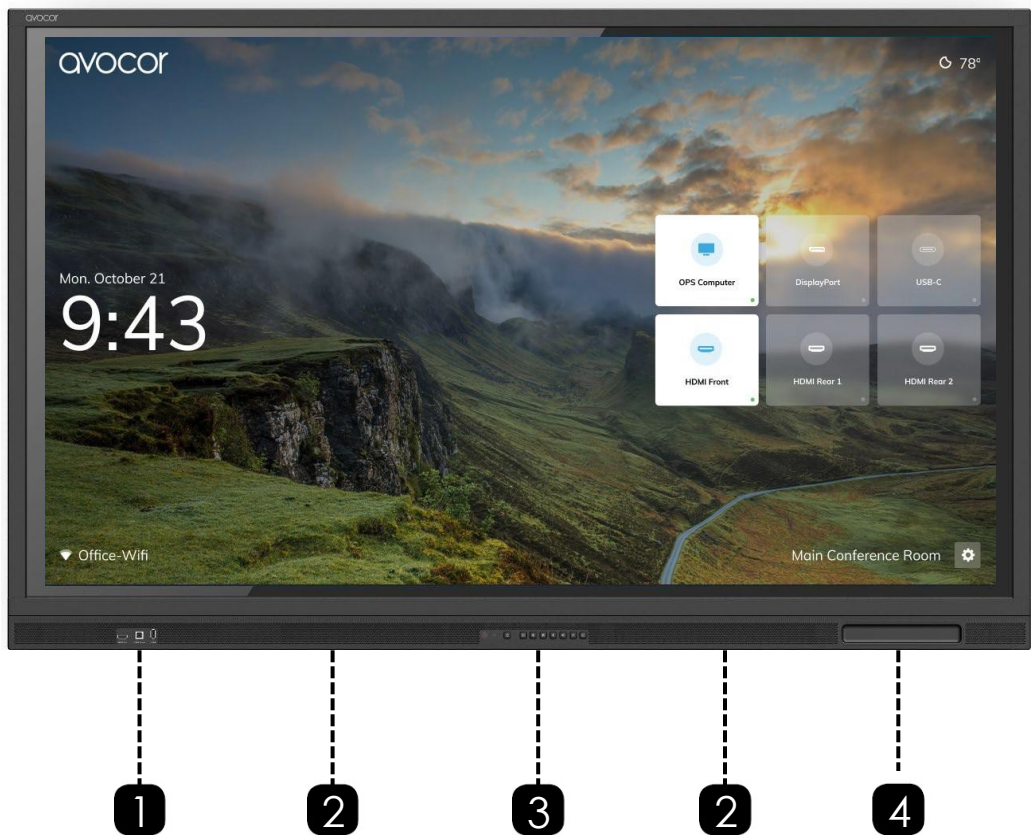 avocor
avocor
78°
Mon. October 21
9:43
OPS Computer
DisplayPort
USB-C
HDMI Front
HDMI Rear 1
HDMI Rear 2
Office-Wifi
Main Conference Room
1
2
3
2
4